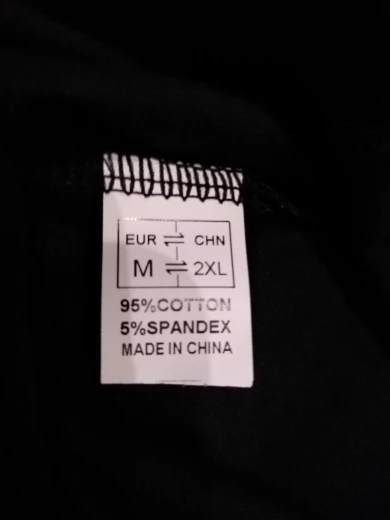 EUR ⇌ CHN
M ⇌ 2XL
95%COTTON
5%SPANDEX
MADE IN CHINA